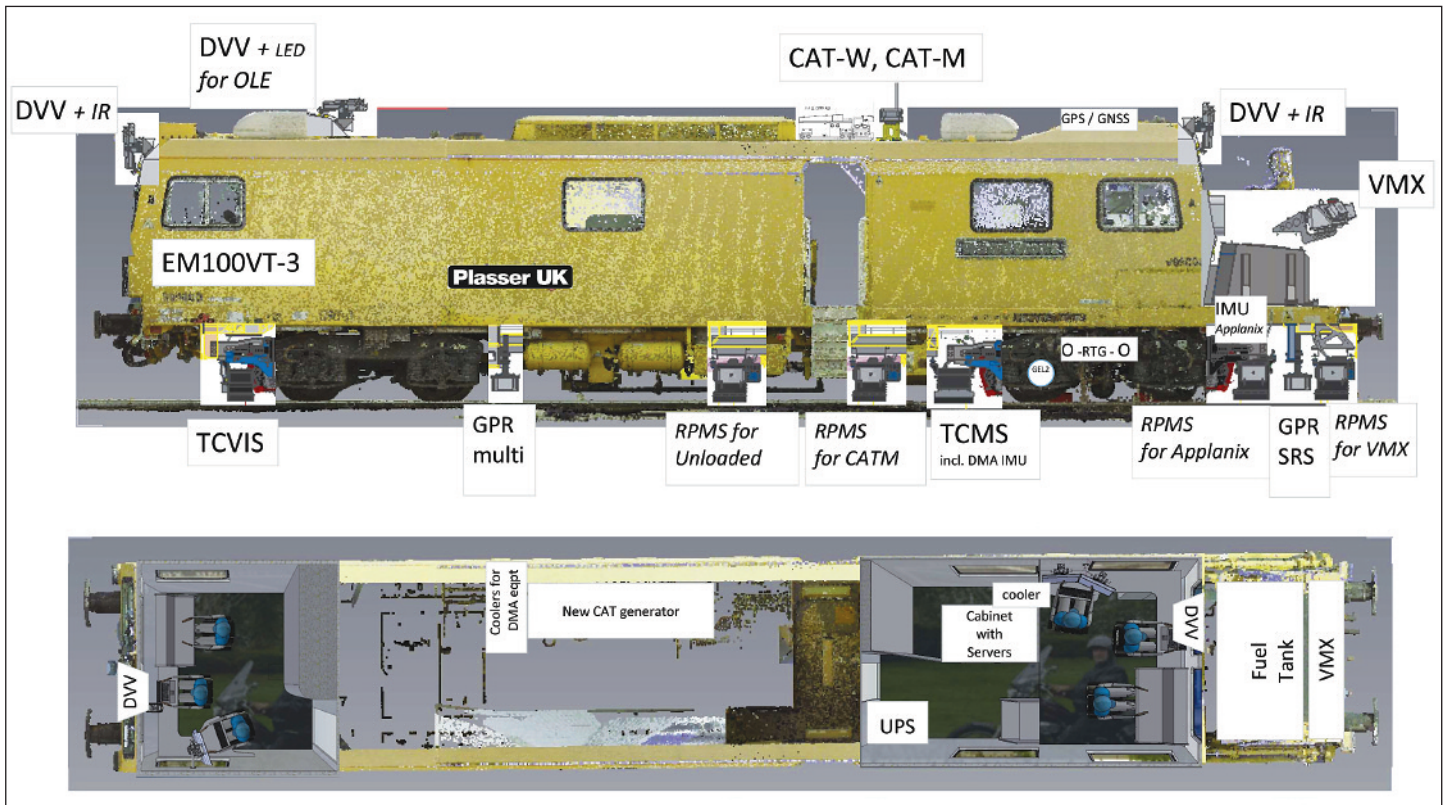 DVV + LED
for OLE
CAT-W, CAT-M
DVV + IR
GPS / GNSS
DVV + IR
VMX
EM100VT-3
Plasser UK
IMU
Applanix
O -RTG - O
GEL2
TCVIS
GPR
multi
RPMS for
Unloaded
RPMS
for CATM
TCMS
incl. DMA IMU
RPMS
for Applanix
GPR
SRS
RPMS
for VMX
Coolers for
DMA eqpt
New CAT generator
cooler
Cabinet
with
Servers
DVV
DVV
UPS
Fuel
Tank
VMX